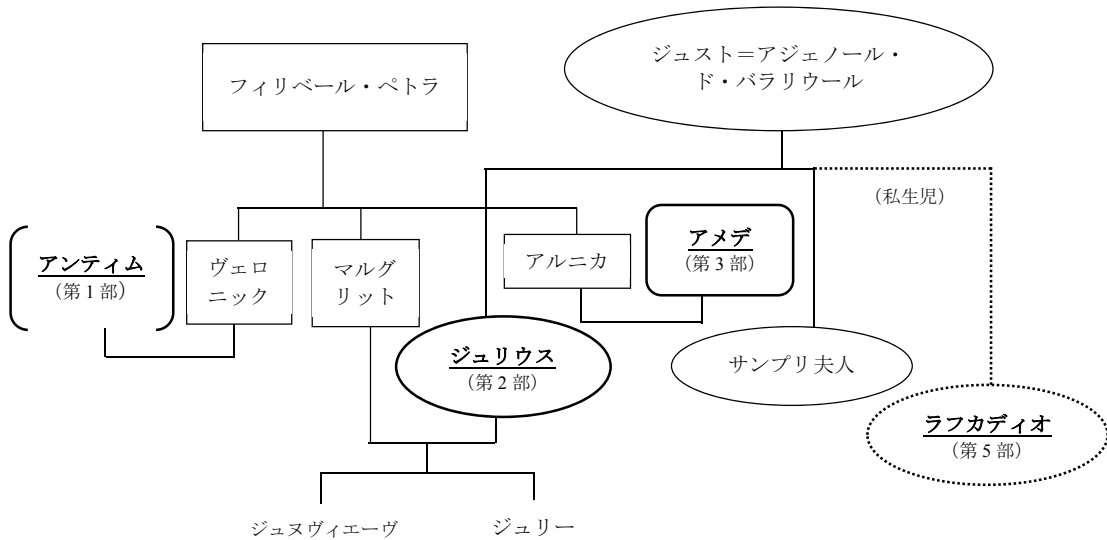 フィリベール・ペトラ
ジュスト＝アジェノール・
ド・バラリウール
（私生児）
アンティム
（第 1 部）
ヴェロ
ニック
マルグ
リット
アルニカ
アメデ
（第 3 部）
ジュリウス
（第 2 部）
サンプリ夫人
ラフカディオ
（第 5 部）
ジュヌヴィエーヴ
ジュリー